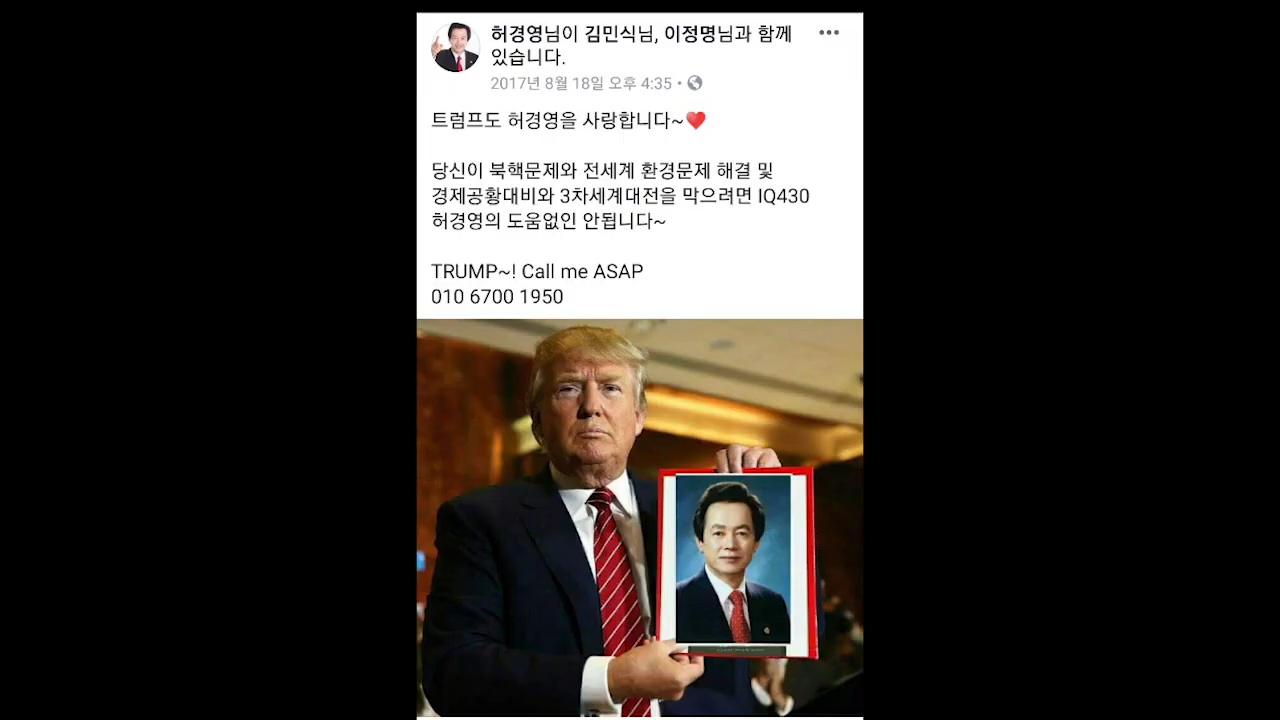 허경영님이 김민식님, 이정명님과 함께
있습니다.
2017년 8월 18일 오후 4:35 •
트럼프도 허경영을 사랑합니다~❤️
당신이 북핵문제와 전세계 환경문제 해결 및
경제공황대비와 3차세계대전을 막으려면 IQ430
허경영의 도움없인 안됩니다~
TRUMP~! Call me ASAP
010 6700 1950